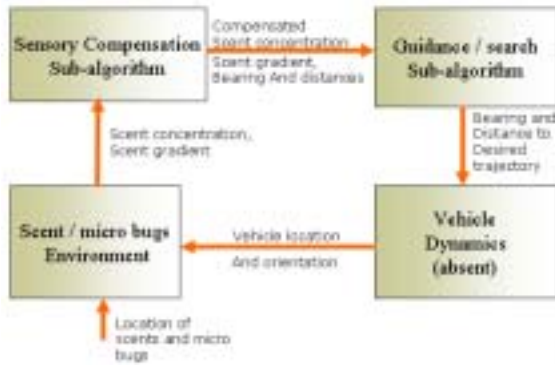 Sensory Compensation
Sub-algorithm
Compensated
Scent concentration
Scent gradient,
Bearing And distances
Guidance / search
Sub-algorithm
Scent concentration,
Scent gradient
Bearing and
Distance to
Desired
trajectory
Scent / micro bugs
Environment
Vehicle location
And orientation
Vehicle
Dynamics
(absent)
Location of
scents and micro
bugs